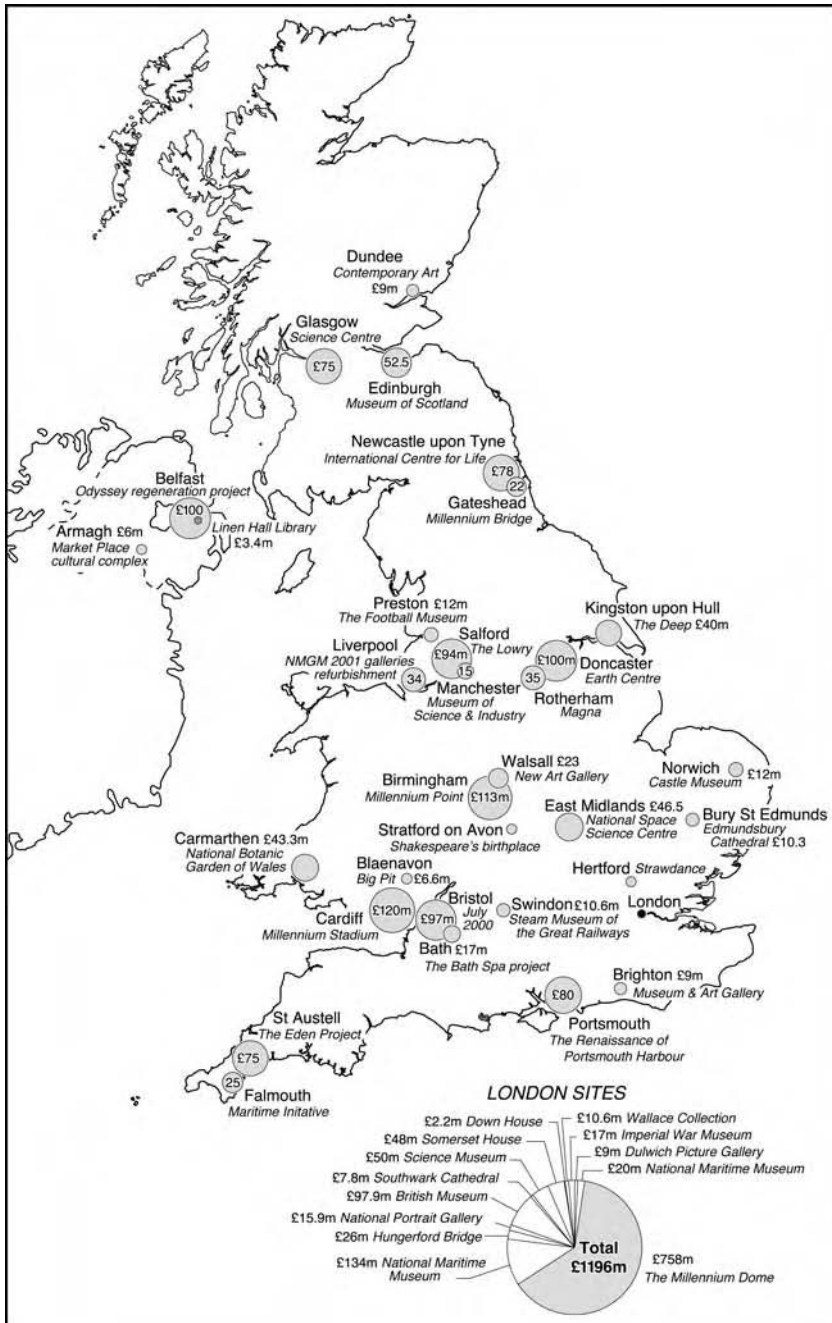 Dundee
Contemporary Art
£9m
Glasgow
Science Centre
£75
52.5
Edinburgh
Museum of Scotland
Newcastle upon Tyne
International Centre for Life
£78
22
Gateshead
Millennium Bridge
Belfast
Odyssey regeneration project
£100
Linen Hall Library
£3.4m
Armagh £6m
Market Place
cultural complex
Preston £12m
The Football Museum
Salford
The Lowry
£94m
15
Liverpool
NMGM 2001 galleries
refurbishment
34
Manchester
Museum of
Science & Industry
Kingston upon Hull
The Deep £40m
£100m
Doncaster
Earth Centre
35
Rotherham
Magna
Walsall £23
New Art Gallery
Birmingham
Millennium Point
£113m
Norwich
Castle Museum
£12m
East Midlands £46.5
National Space
Science Centre
Bury St Edmunds
Edmundsbury
Cathedral £10.3
Stratford on Avon
Shakespeare's birthplace
Carmarthen £43.3m
National Botanic
Garden of Wales
Blaenavon
Big Pit £6.6m
Hertford Strawdance
London
£120m
Cardiff
Millennium Stadium
£97m
Bristol
July
2000
Swindon £10.6m
Steam Museum of
the Great Railways
Bath £17m
The Bath Spa project
Brighton £9m
Museum & Art Gallery
£80
Portsmouth
The Renaissance of
Portsmouth Harbour
St Austell
The Eden Project
£75
25
Falmouth
Maritime Initative
LONDON SITES
£2.2m Down House
£48m Somerset House
£50m Science Museum
£7.8m Southwark Cathedral
£97.9m British Museum
£15.9m National Portrait Gallery
£26m Hungerford Bridge
£134m National Maritime
Museum
£10.6m Wallace Collection
£17m Imperial War Museum
£9m Dulwich Picture Gallery
£20m National Maritime Museum
Total
£1196m
£758m
The Millennium Dome